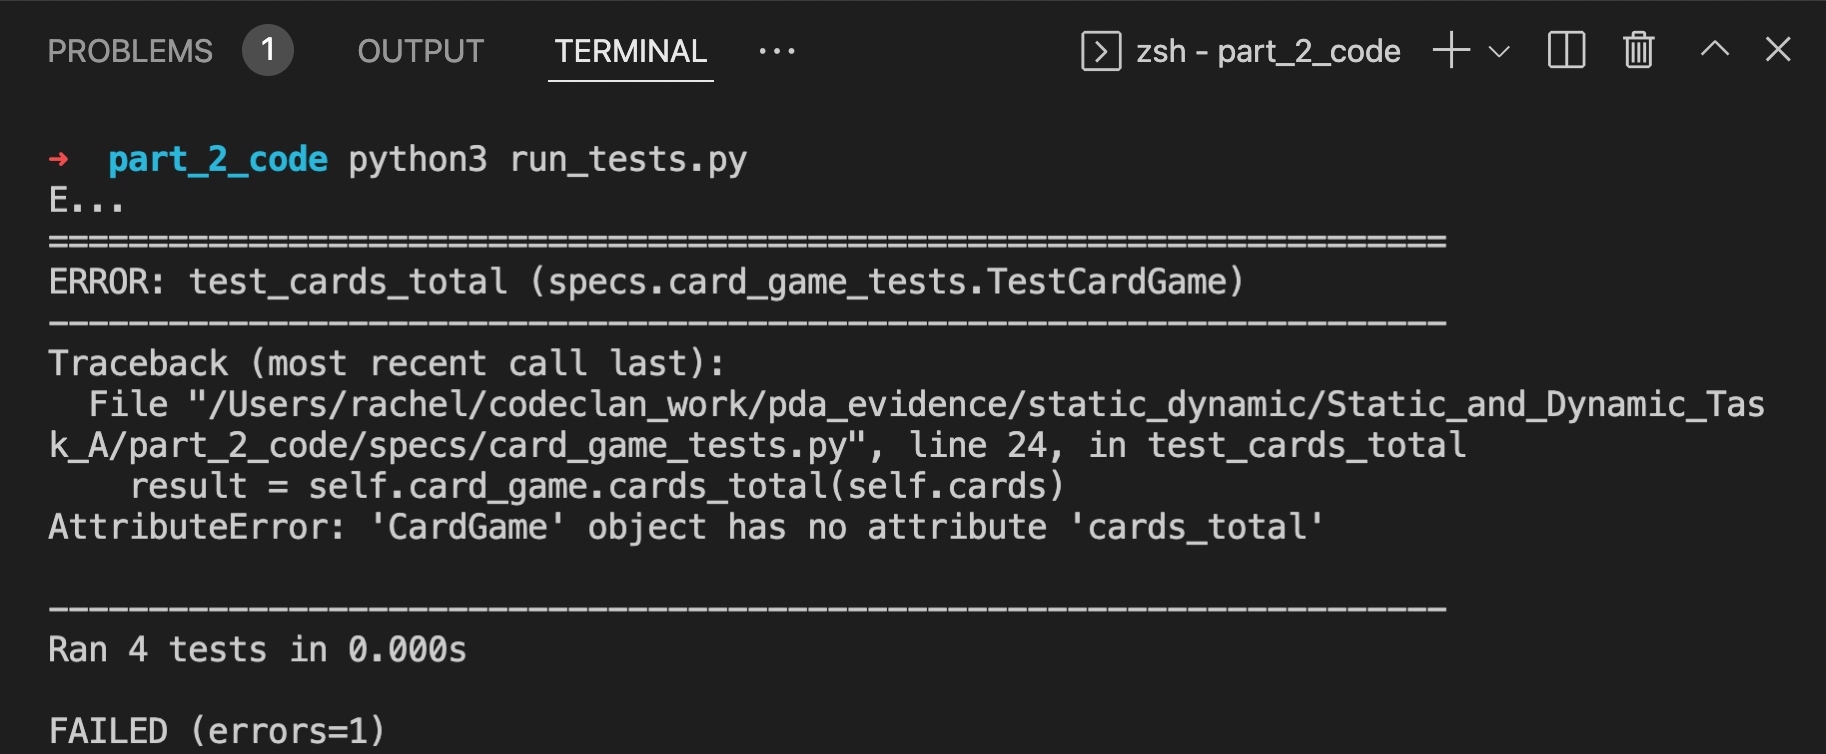 PROBLEMS 1 OUTPUT TERMINAL ··· zsh - part_2_code
➜ part_2_code python3 run_tests.py
E...
======================================================================
ERROR: test_cards_total (specs.card_game_tests.TestCardGame)
----------------------------------------------------------------------
Traceback (most recent call last):
  File "/Users/rachel/codeclan_work/pda_evidence/static_dynamic/Static_and_Dynamic_Tas
k_A/part_2_code/specs/card_game_tests.py", line 24, in test_cards_total
    result = self.card_game.cards_total(self.cards)
AttributeError: 'CardGame' object has no attribute 'cards_total'
----------------------------------------------------------------------
Ran 4 tests in 0.000s
FAILED (errors=1)